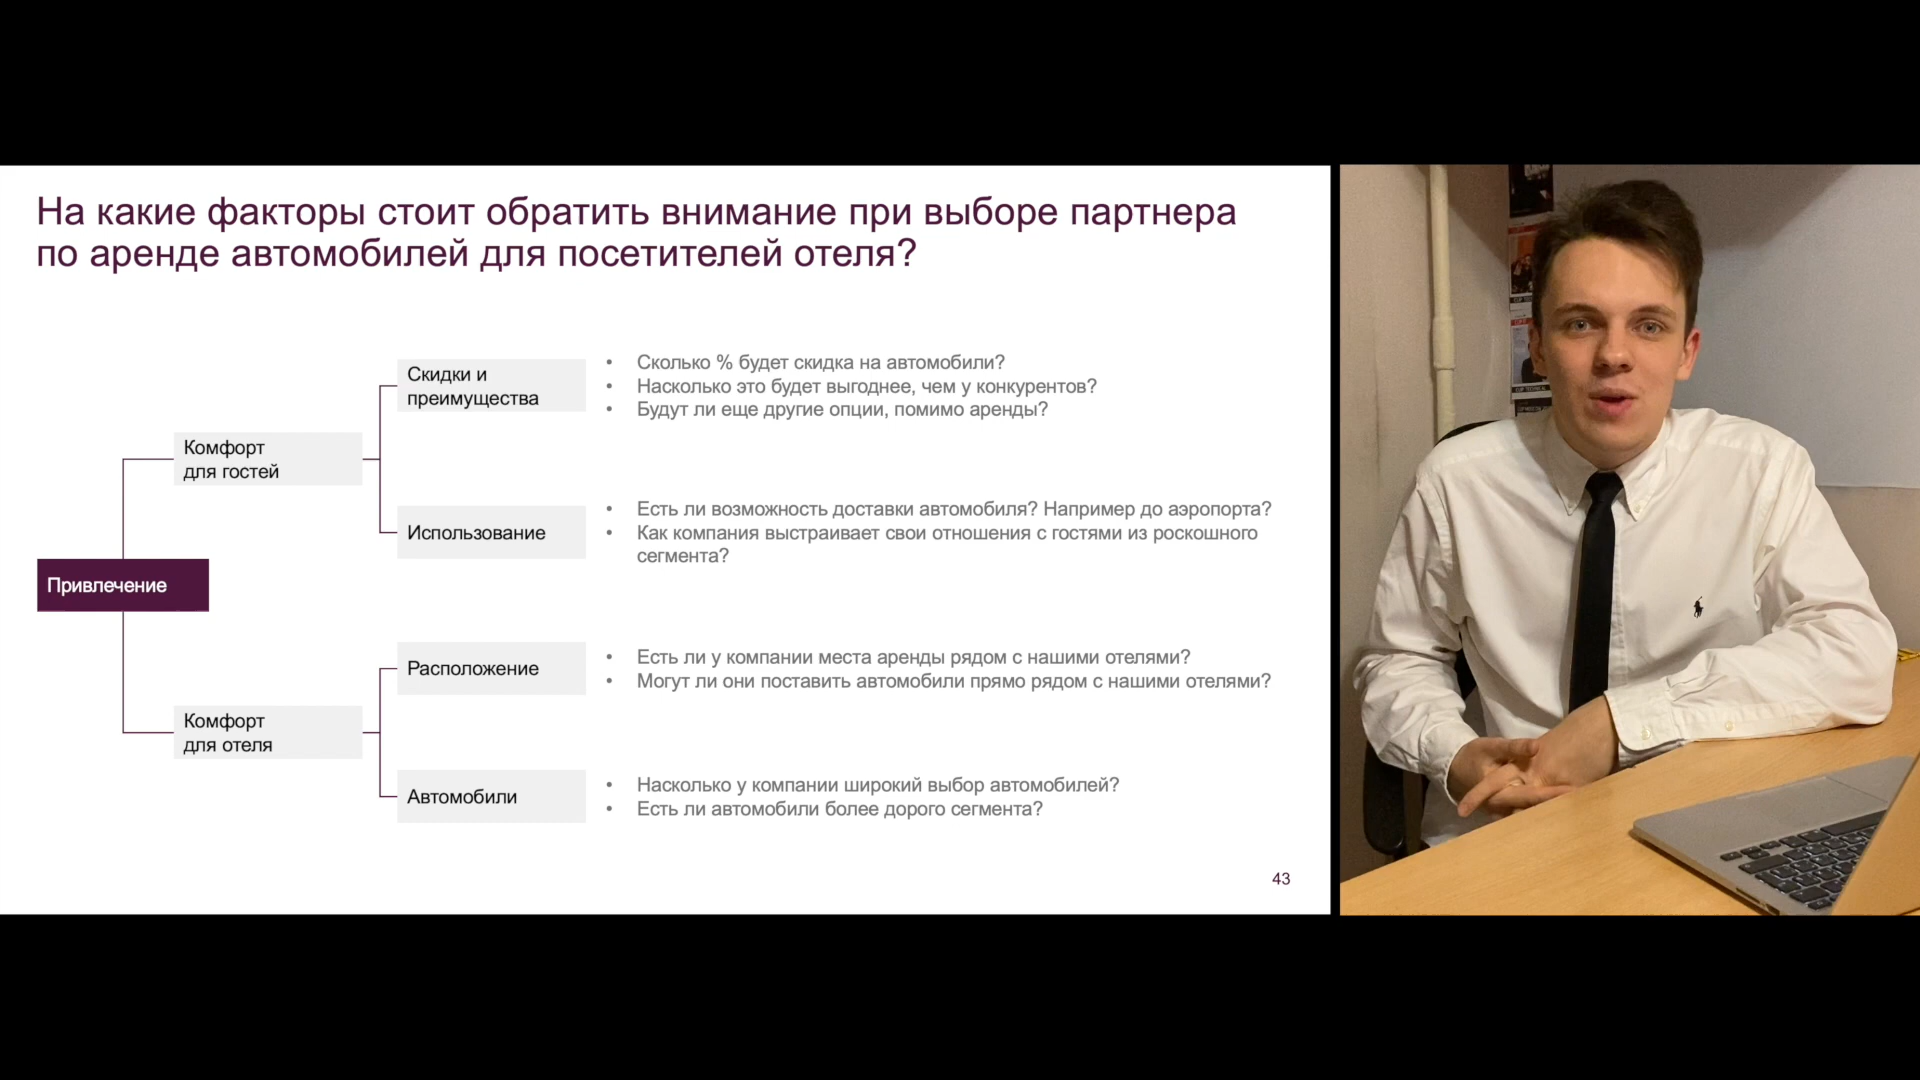 На какие факторы стоит обратить внимание при выборе партнера
по аренде автомобилей для посетителей отеля?
Привлечение
Комфорт
для гостей
Скидки и
преимущества
• Сколько % будет скидка на автомобили?
• Насколько это будет выгоднее, чем у конкурентов?
• Будут ли еще другие опции, помимо аренды?
Использование
• Есть ли возможность доставки автомобиля? Например до аэропорта?
• Как компания выстраивает свои отношения с гостями из роскошного
сегмента?
Комфорт
для отеля
Расположение
• Есть ли у компании места аренды рядом с нашими отелями?
• Могут ли они поставить автомобили прямо рядом с нашими отелями?
Автомобили
• Насколько у компании широкий выбор автомобилей?
• Есть ли автомобили более дорого сегмента?
43